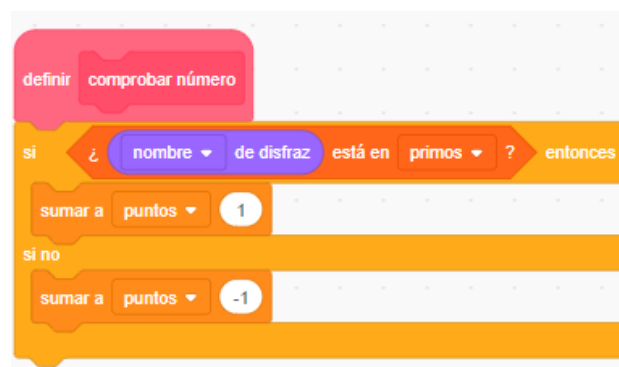 definir comprobar número
si ¿ nombre de disfraz está en primos ? entonces
sumar a puntos 1
si no
sumar a puntos -1